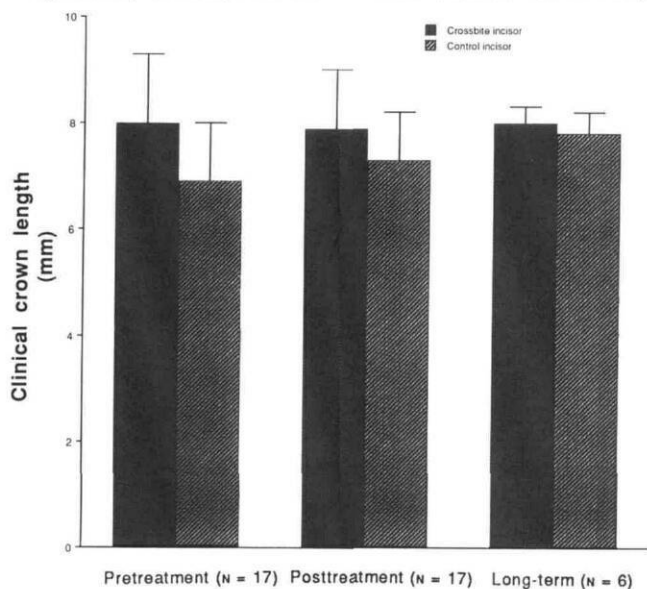 Crossbite incisor
Control incisor
Clinical crown length
(mm)
10
8
6
4
2
0
Pretreatment (N = 17) Posttreatment (N = 17) Long-term (N = 6)